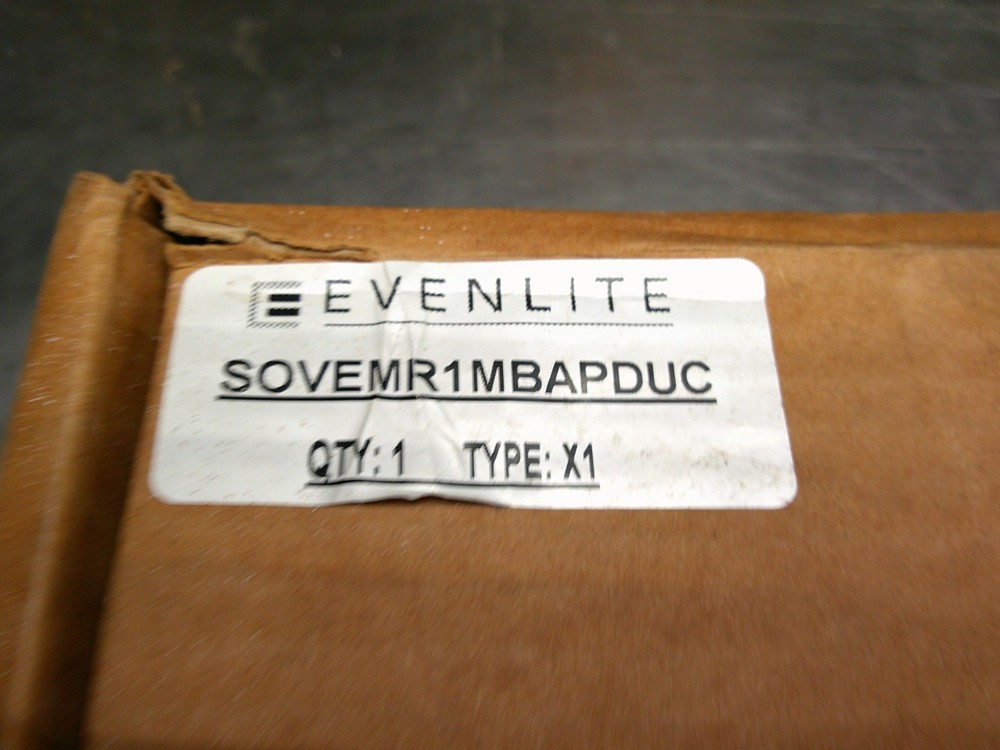 EVENLITE
SOVEMR1MBAPDUC
QTY: 1 TYPE: X1